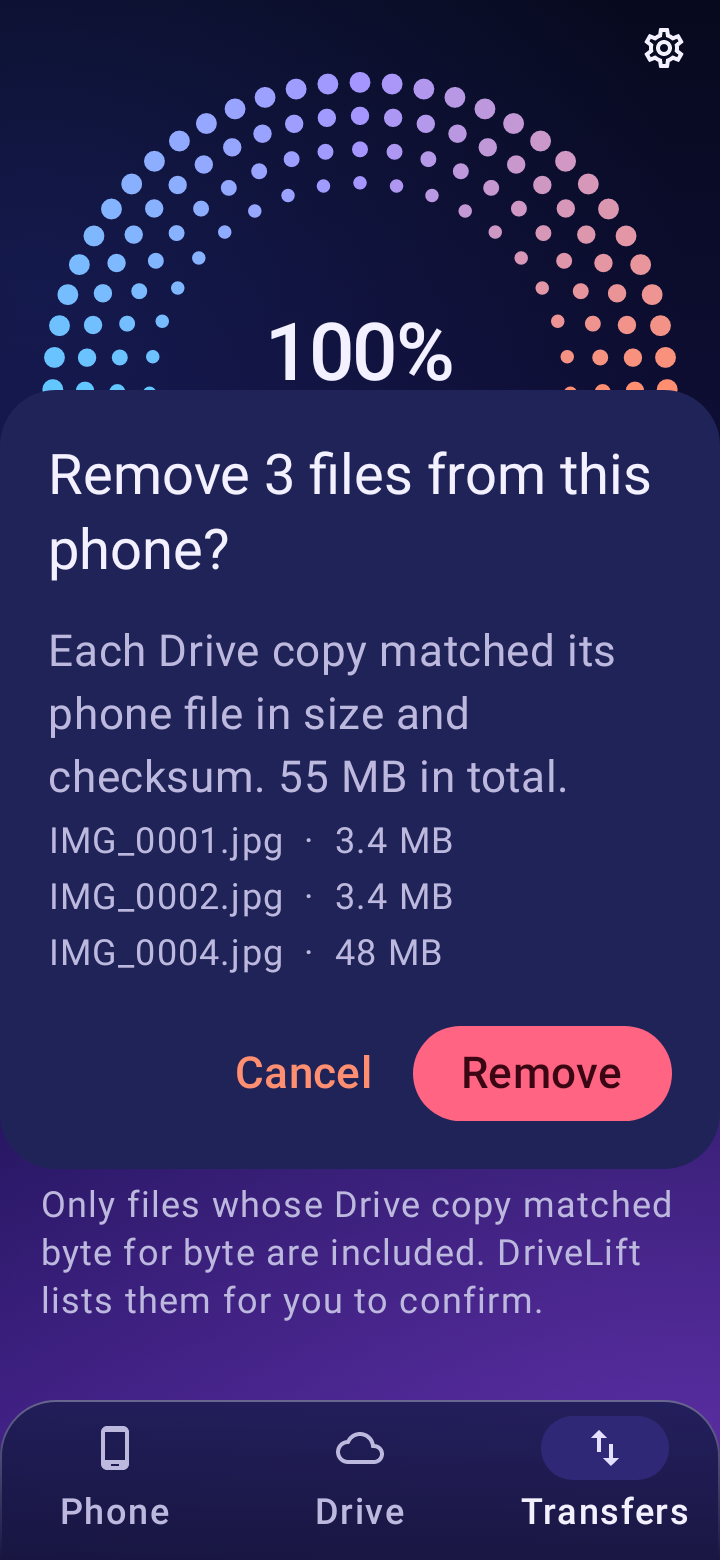 100%
Remove 3 files from this
phone?
Each Drive copy matched its
phone file in size and
checksum. 55 MB in total.
IMG_0001.jpg · 3.4 MB
IMG_0002.jpg · 3.4 MB
IMG_0004.jpg · 48 MB
Cancel
Remove
Only files whose Drive copy matched
byte for byte are included. DriveLift
lists them for you to confirm.
Phone
Drive
Transfers